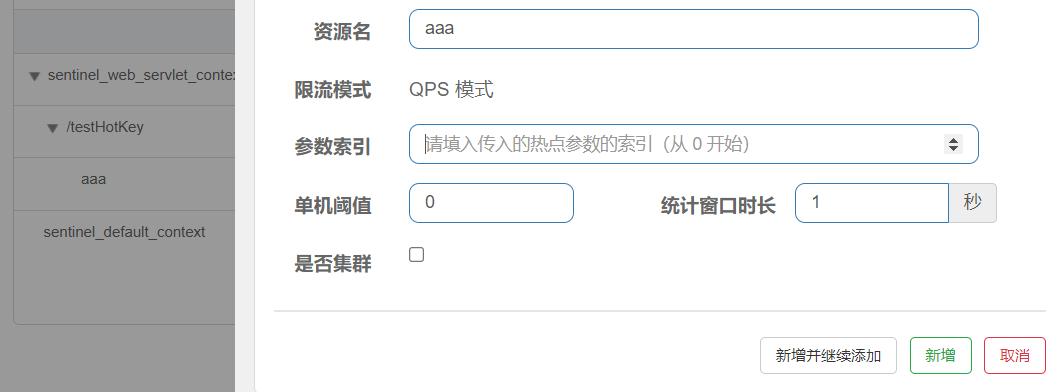 资源名 aaa
sentinel_web_servlet_conte
限流模式 QPS 模式
/testHotKey
参数索引 请填入传入的热点参数的索引（从 0 开始）
aaa
单机阈值 0 统计窗口时长 1 秒
sentinel_default_context
是否集群
新增并继续添加 新增 取消